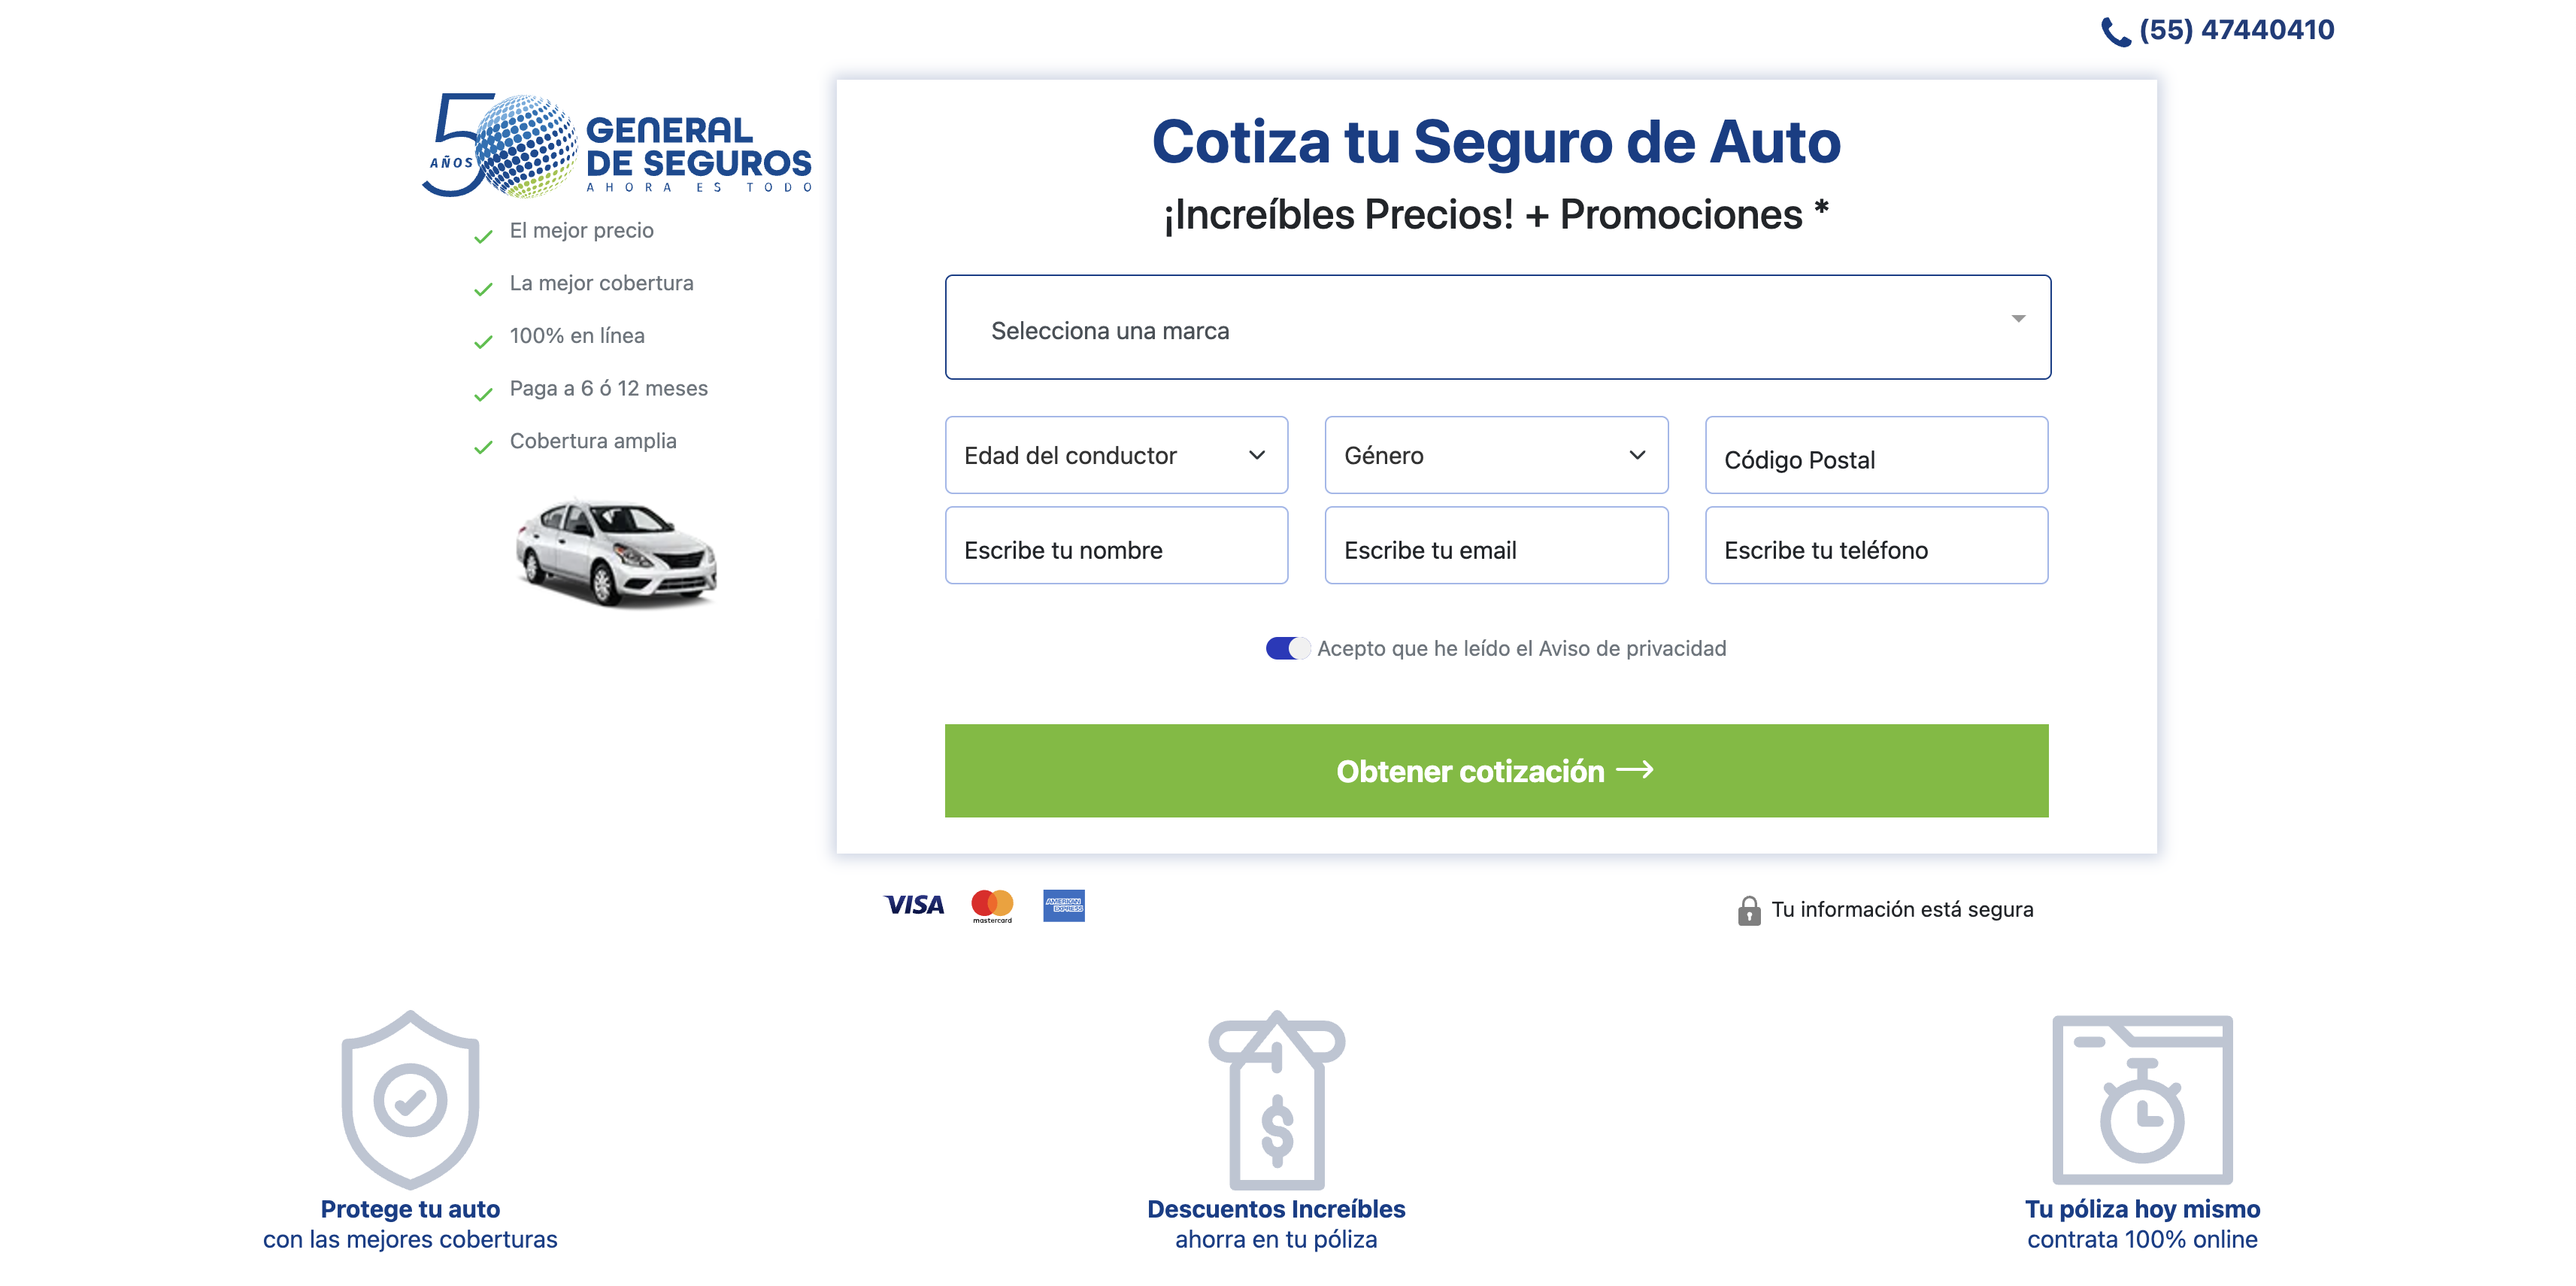 (55) 47440410
50 AÑOS
GENERAL
DE SEGUROS
AHORA ES TODO
El mejor precio
La mejor cobertura
100% en línea
Paga a 6 ó 12 meses
Cobertura amplia
Cotiza tu Seguro de Auto
¡Increíbles Precios! + Promociones *
Selecciona una marca
Edad del conductor
Género
Código Postal
Escribe tu nombre
Escribe tu email
Escribe tu teléfono
Acepto que he leído el Aviso de privacidad
Obtener cotización
VISA
mastercard
AMERICAN
EXPRESS
Tu información está segura
Protege tu auto
con las mejores coberturas
$
Descuentos Increíbles
ahorra en tu póliza
Tu póliza hoy mismo
contrata 100% online